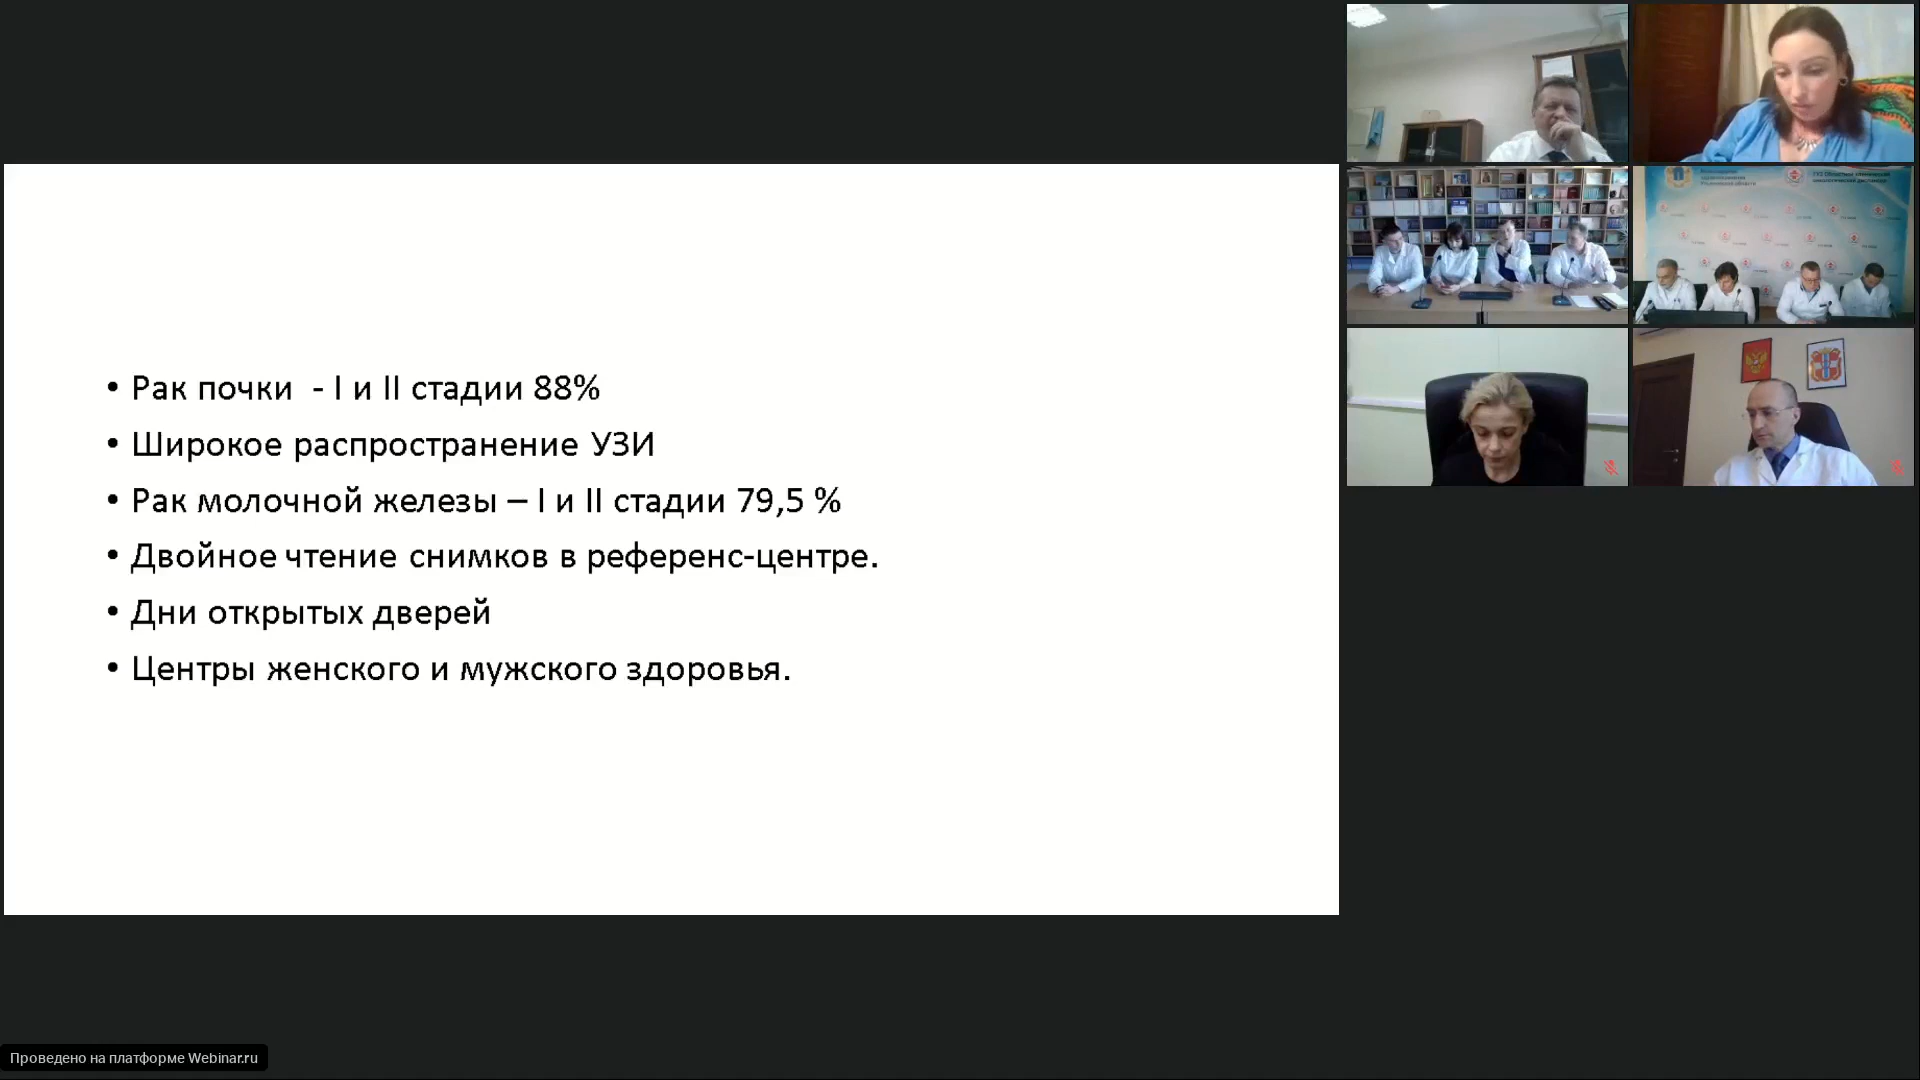 • Рак почки  - I и II стадии 88%
• Широкое распространение УЗИ
• Рак молочной железы – I и II стадии 79,5 %
• Двойное чтение снимков в референс-центре.
• Дни открытых дверей
• Центры женского и мужского здоровья.
Проведено на платформе Webinar.ru